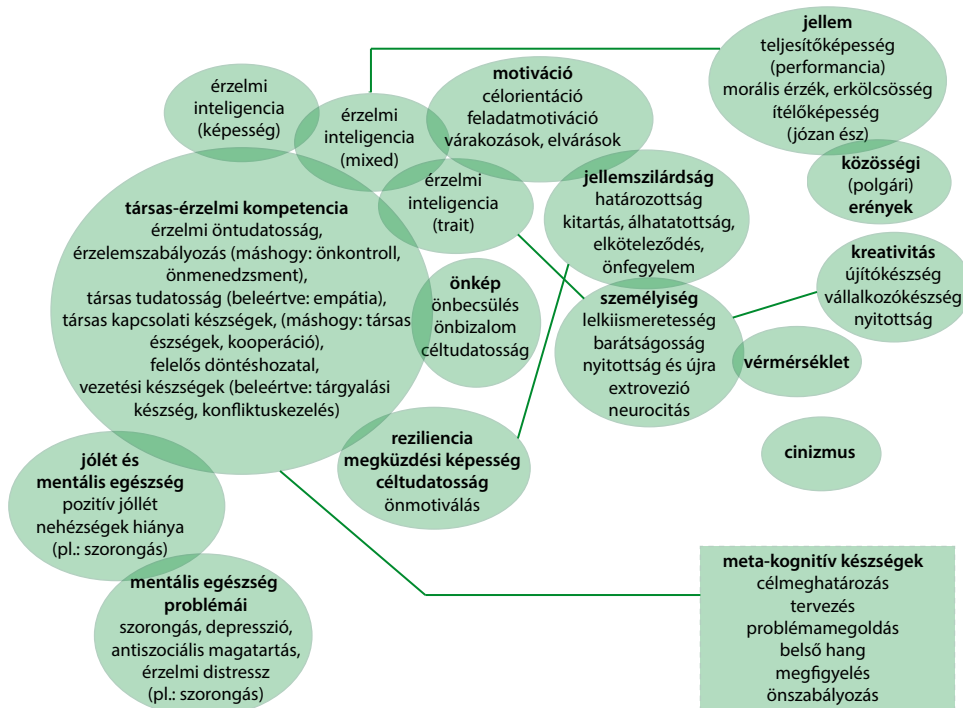 jellem
teljesítőképesség
(performancia)
morális érzék, erkölcsösség
ítélőképesség
(józan ész)
motiváció
célorientáció
feladatmotiváció
várakozások, elvárások
érzelmi
inteligencia
(képesség)
érzelmi
inteligencia
(mixed)
érzelmi
inteligencia
(trait)
közösségi
(polgári)
erények
jellemszilárdság
határozottság
kitartás, álhatatottság,
elköteleződés,
önfegyelem
társas-érzelmi kompetencia
érzelmi öntudatosság,
érzelemszabályozás (máshogy: önkontroll,
önmenedzsment),
társas tudatosság (beleértve: empátia),
társas kapcsolati készségek, (máshogy: társas
észségek, kooperáció),
felelős döntéshozatal,
vezetési készségek (beleértve: tárgyalási
készség, konfliktuskezelés)
önkép
önbecsülés
önbizalom
céltudatosság
személyiség
lelkiismeretesség
barátságosság
nyitottság és újra
extrovezió
neurocitás
kreativitás
újítókészség
vállalkozókészség
nyitottság
vérmérséklet
cinizmus
reziliencia
megküzdési képesség
céltudatosság
önmotiválás
jólét és
mentális egészség
pozitív jóllét
nehézségek hiánya
(pl.: szorongás)
mentális egészség
problémái
szorongás, depresszió,
antiszociális magatartás,
érzelmi distressz
(pl.: szorongás)
meta-kognitív készségek
célmeghatározás
tervezés
problémamegoldás
belső hang
megfigyelés
önszabályozás